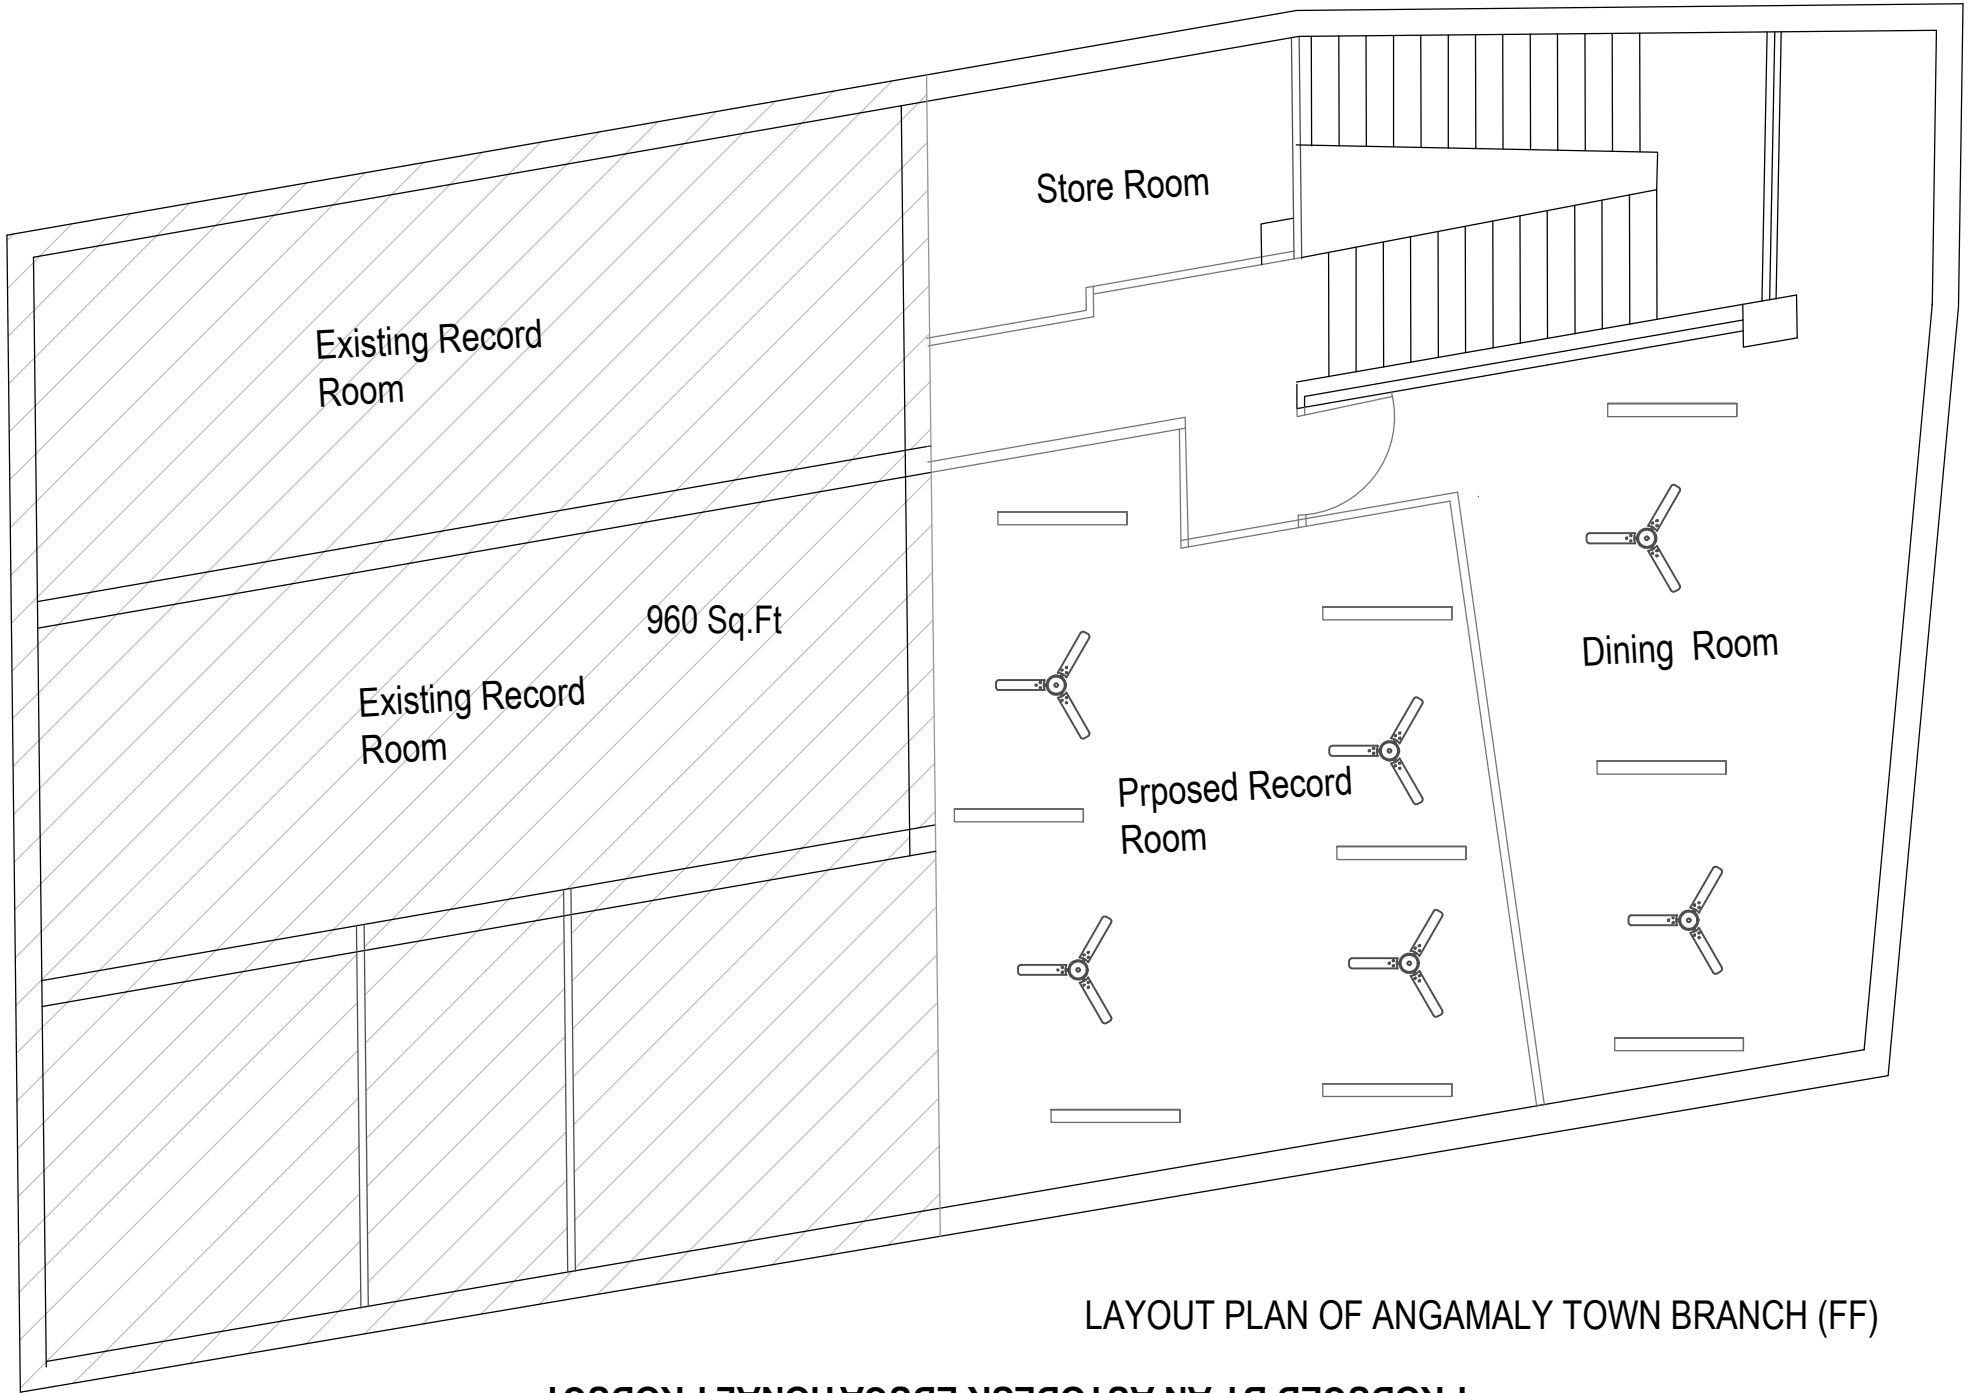 Store Room
Existing Record
Room
960 Sq.Ft
Existing Record
Room
Dining Room
Prposed Record
Room
LAYOUT PLAN OF ANGAMALY TOWN BRANCH (FF)